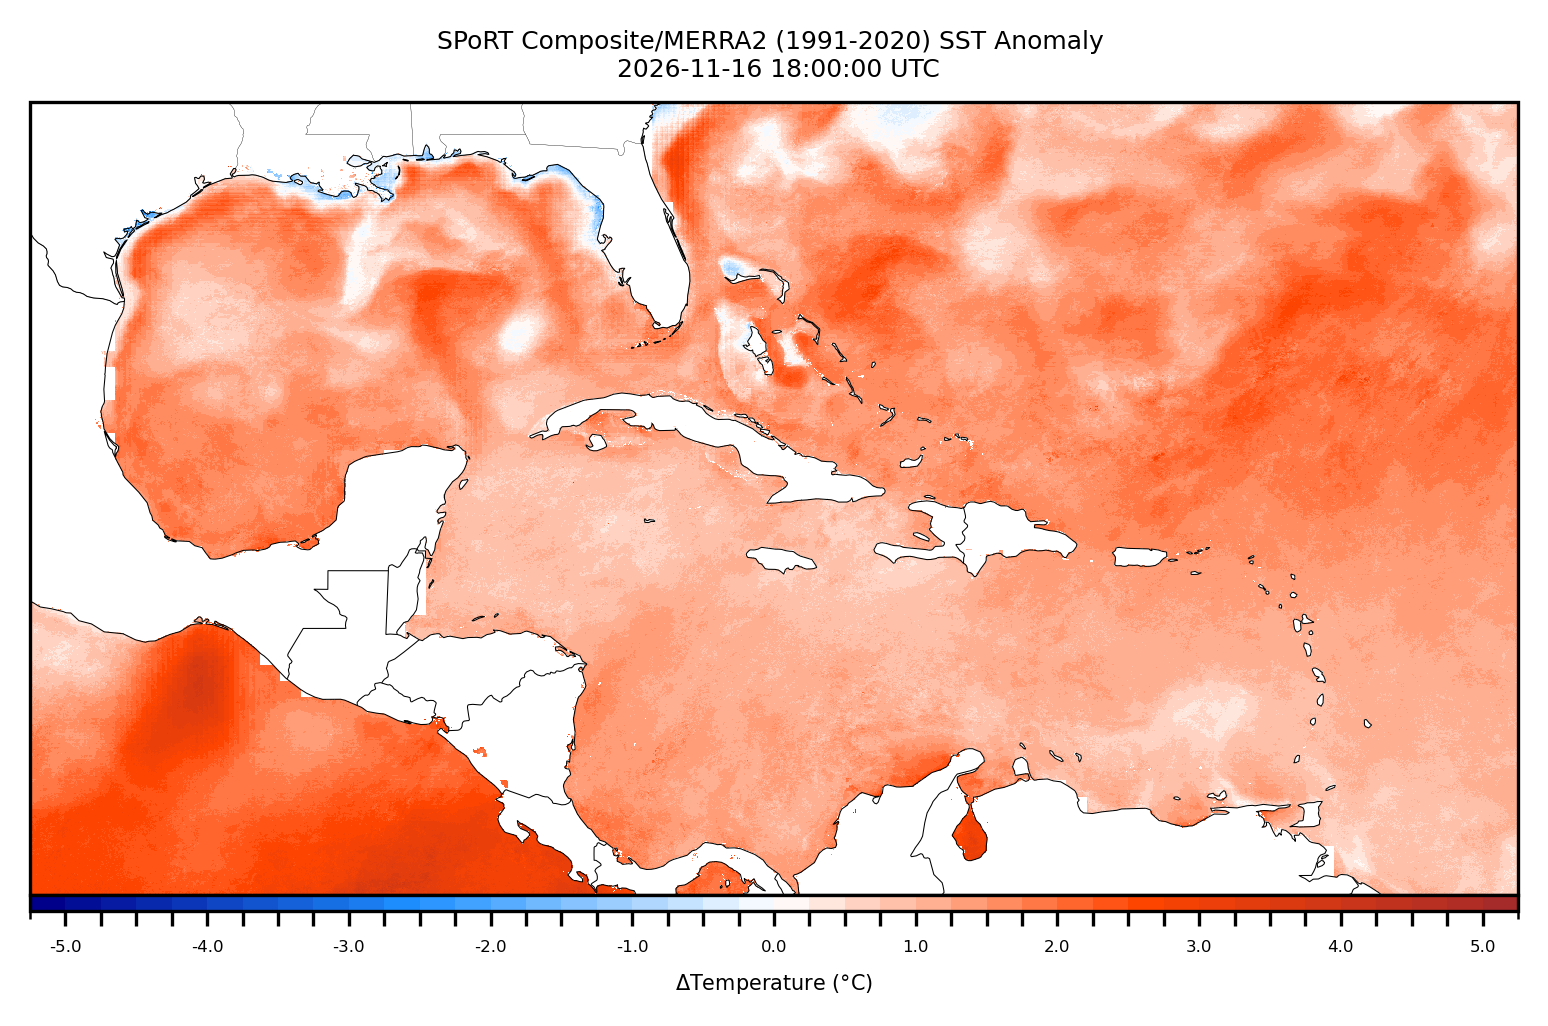 SPoRT Composite/MERRA2 (1991-2020) SST Anomaly
2026-11-16 18:00:00 UTC
-5.0 -4.0 -3.0 -2.0 -1.0 0.0 1.0 2.0 3.0 4.0 5.0
ΔTemperature (°C)